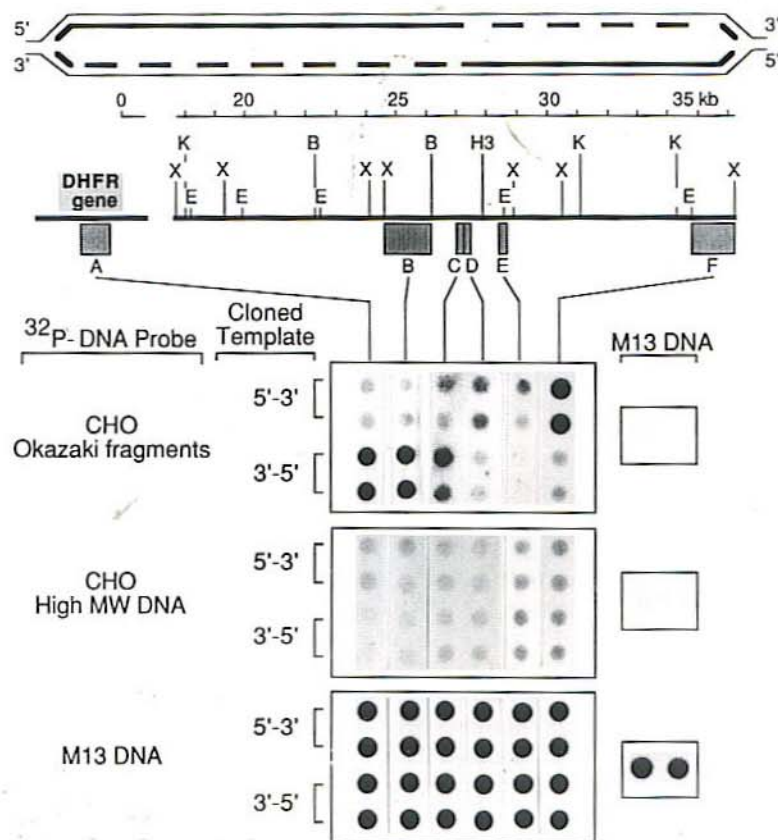 5' 3'
3' 5'
0 20 25 30 35 kb
K B B H3 K K
X X X X E X X
DHFR
gene E E E E E
A B C D E F
32P- DNA Probe
Cloned
Template
M13 DNA
5'-3'
CHO
Okazaki fragments
3'-5'
5'-3'
CHO
High MW DNA
3'-5'
5'-3'
M13 DNA
3'-5'